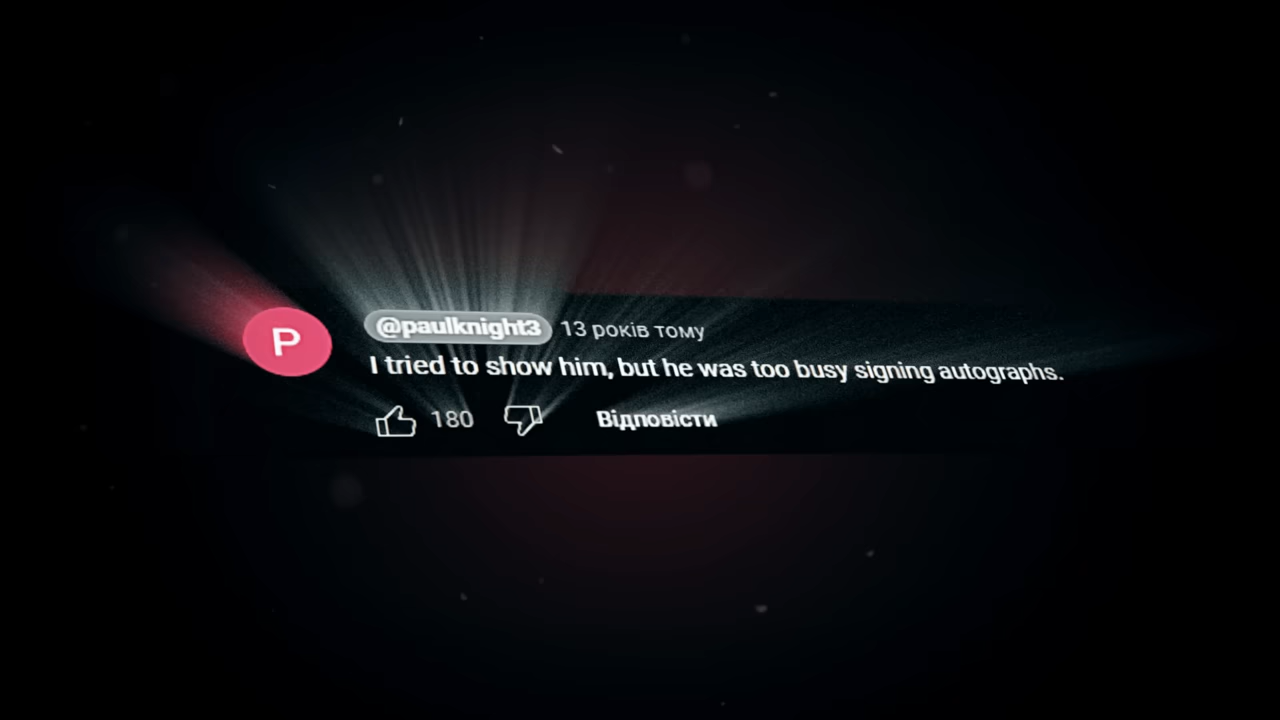 P
@paulknight3 13 років тому
I tried to show him, but he was too busy signing autographs.
180 Відповісти